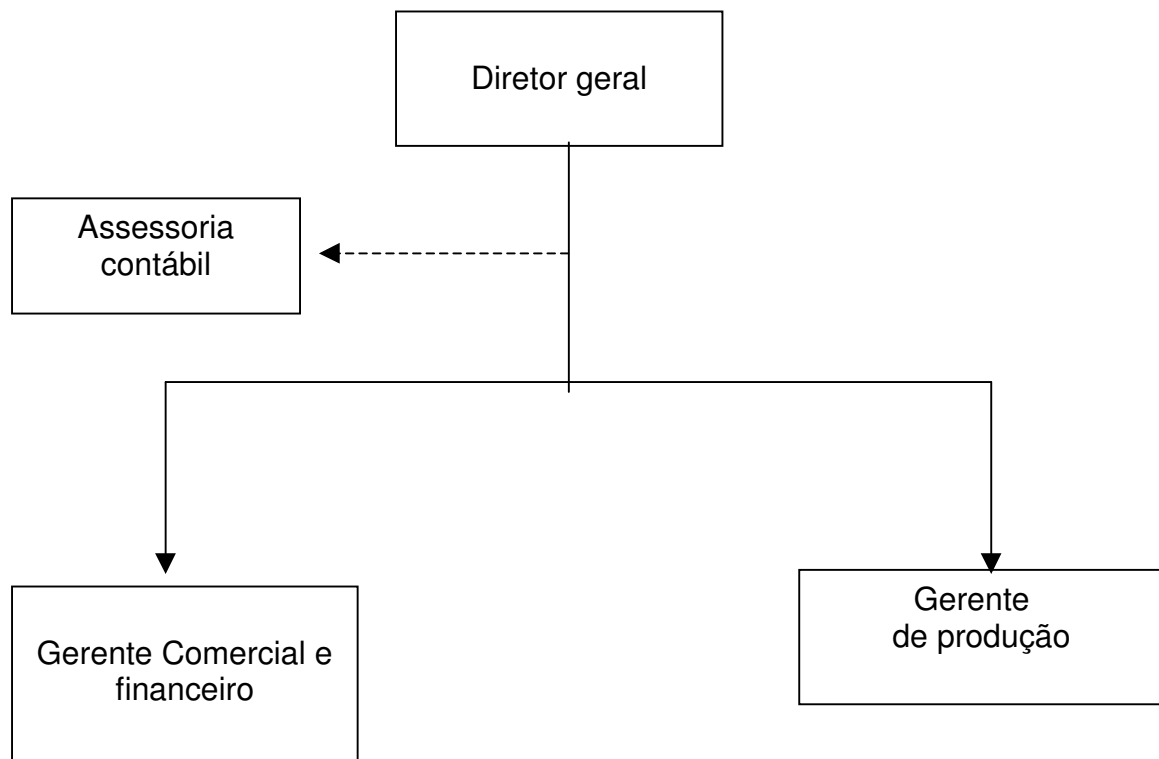 Diretor geral
Assessoria
contábil
Gerente Comercial e
financeiro
Gerente
de produção